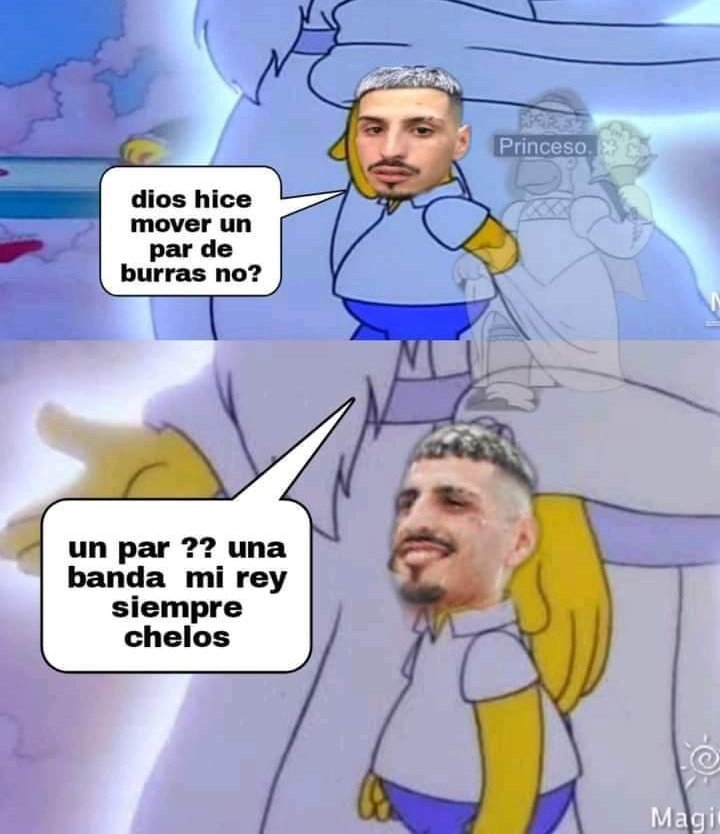 Princeso.
dios hice
mover un
par de
burras no?
un par ?? una
banda mi rey
siempre
chelos
Magi